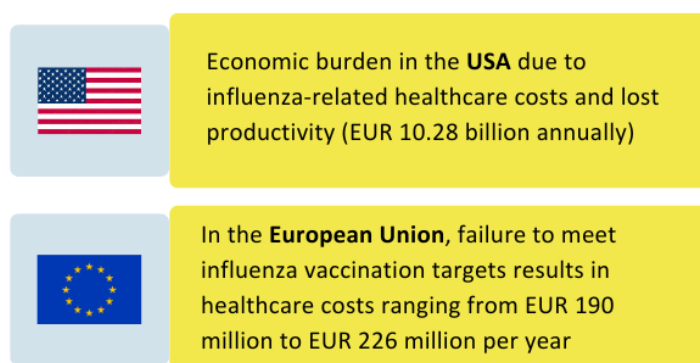 Economic burden in the USA due to
influenza-related healthcare costs and lost
productivity (EUR 10.28 billion annually)
In the European Union, failure to meet
influenza vaccination targets results in
healthcare costs ranging from EUR 190
million to EUR 226 million per year